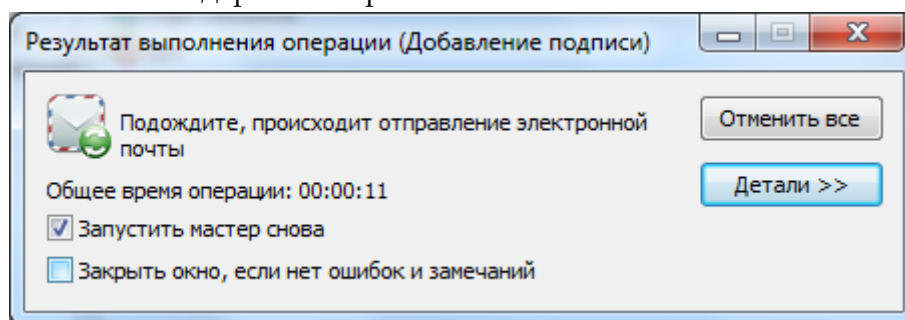 Результат выполнения операции (Добавление подписи)
Подождите, происходит отправление электронной
почты
Отменить все
Общее время операции: 00:00:11
Детали >>
Запустить мастер снова
Закрыть окно, если нет ошибок и замечаний